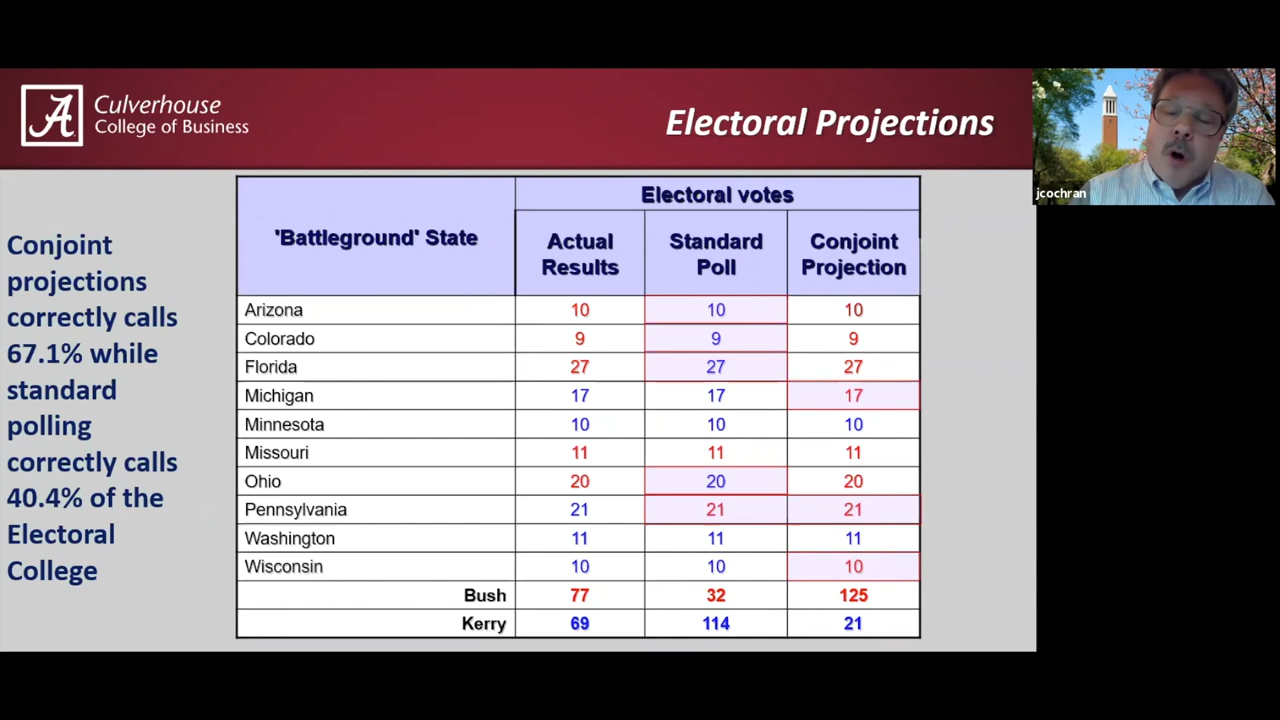 Culverhouse
College of Business
Electoral Projections
jcochran
Conjoint
projections
correctly calls
67.1% while
standard
polling
correctly calls
40.4% of the
Electoral
College
'Battleground' State
Electoral votes
Actual Results
Standard Poll
Conjoint Projection
Arizona 10 10 10
Colorado 9 9 9
Florida 27 27 27
Michigan 17 17 17
Minnesota 10 10 10
Missouri 11 11 11
Ohio 20 20 20
Pennsylvania 21 21 21
Washington 11 11 11
Wisconsin 10 10 10
Bush 77 32 125
Kerry 69 114 21